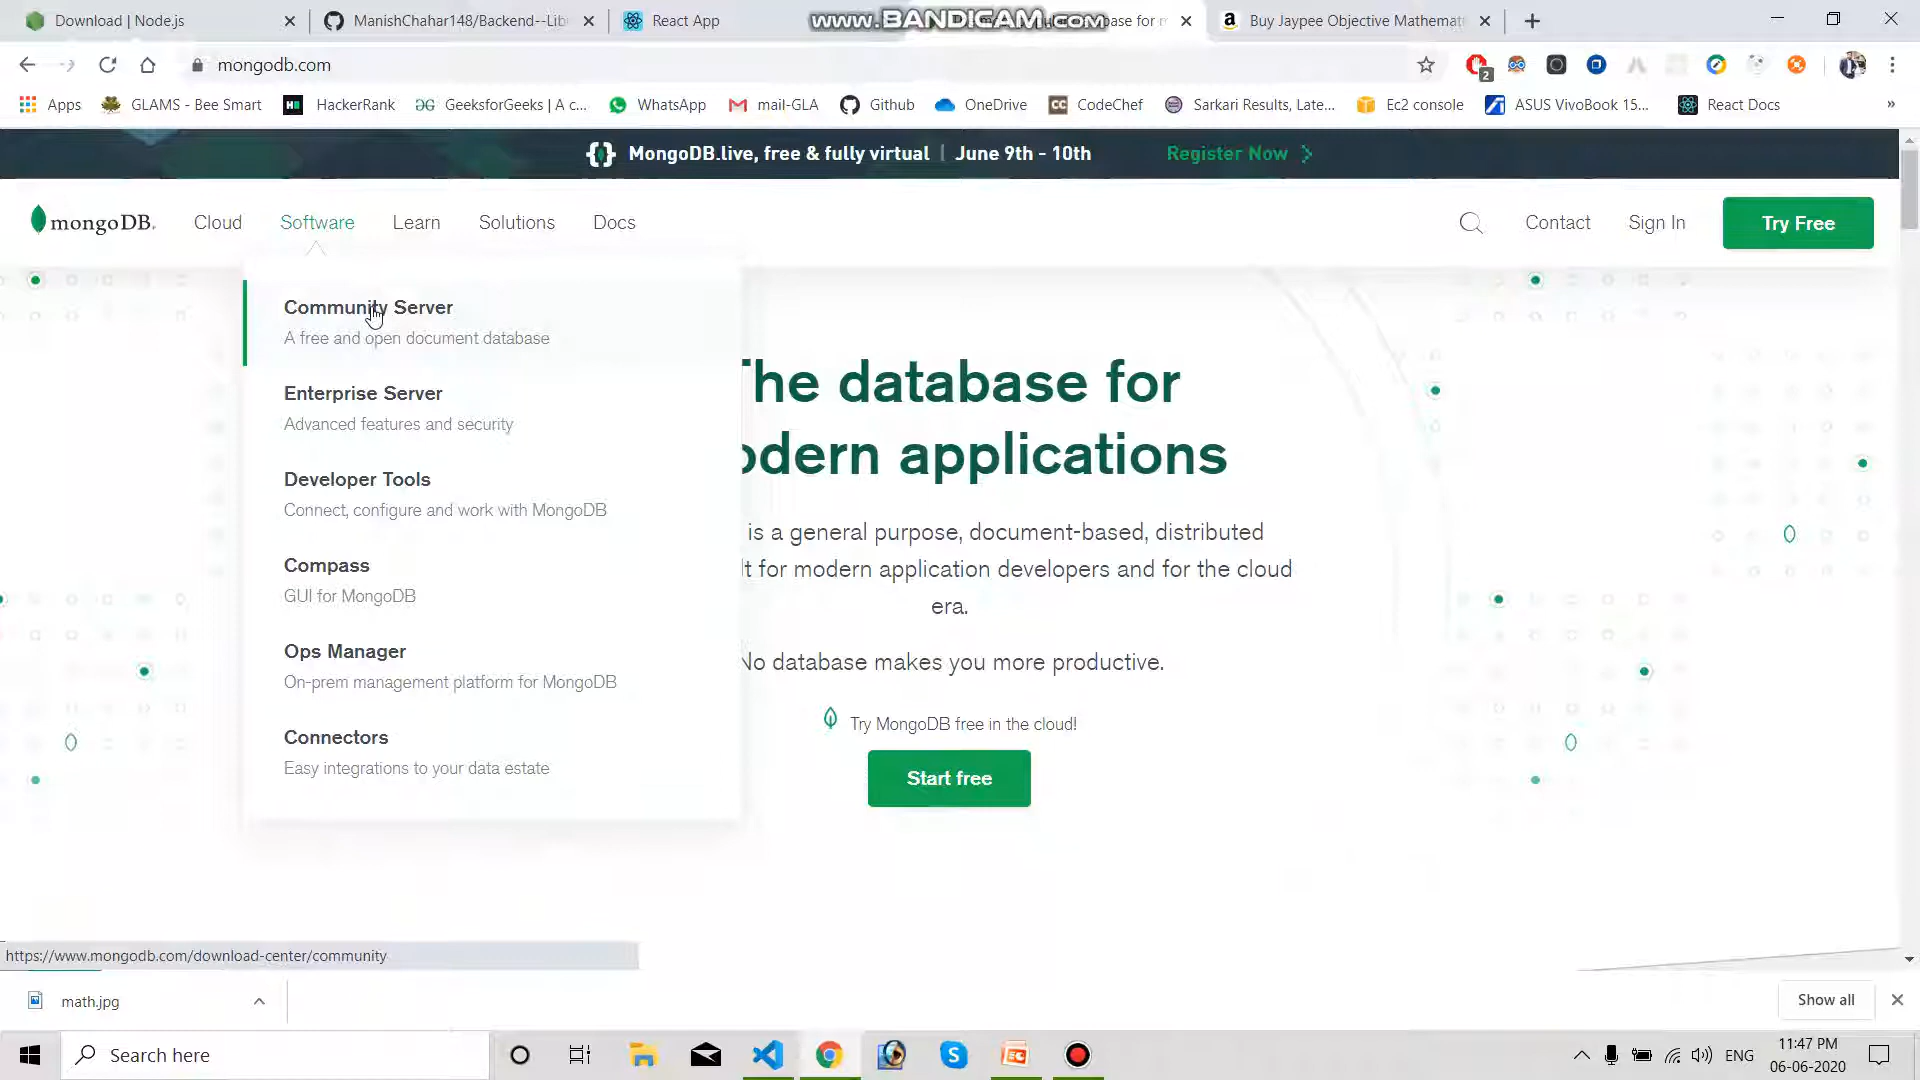 Download | Node.js
ManishChahar148/Backend--Lib
React App
www.BANDICAM.com
base for m
Buy Jaypee Objective Mathemat
mongodb.com
2
Apps
GLAMS - Bee Smart
HackerRank
GeeksforGeeks | A c...
WhatsApp
mail-GLA
Github
OneDrive
CodeChef
Sarkari Results, Late...
Ec2 console
ASUS VivoBook 15...
React Docs
»
MongoDB.live, free & fully virtual | June 9th - 10th
Register Now
mongoDB.
Cloud
Software
Learn
Solutions
Docs
Contact
Sign In
Try Free
Community Server
A free and open document database
Enterprise Server
Advanced features and security
Developer Tools
Connect, configure and work with MongoDB
Compass
GUI for MongoDB
Ops Manager
On-prem management platform for MongoDB
Connectors
Easy integrations to your data estate
The database for
odern applications
is a general purpose, document-based, distributed
lt for modern application developers and for the cloud
era.
No database makes you more productive.
Try MongoDB free in the cloud!
Start free
https://www.mongodb.com/download-center/community
math.jpg
Show all
Search here
ENG
11:47 PM
06-06-2020